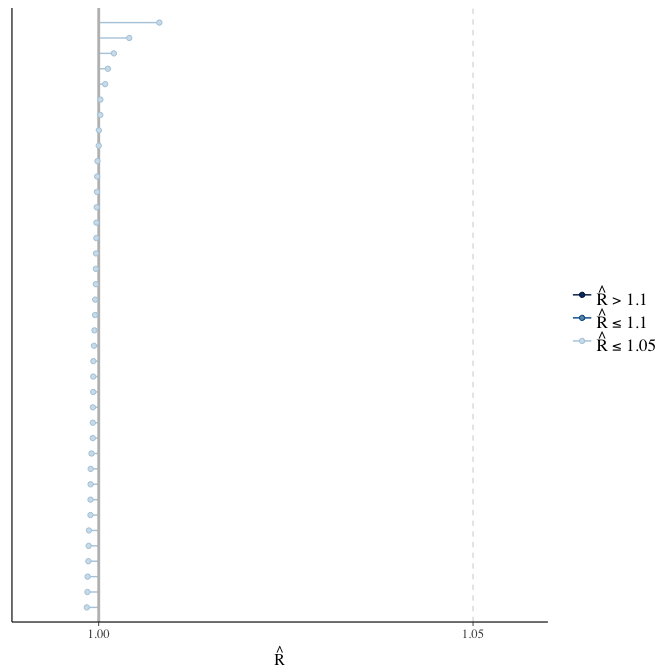 R̂ > 1.1
R̂ ≤ 1.1
R̂ ≤ 1.05
1.00 1.05
R̂